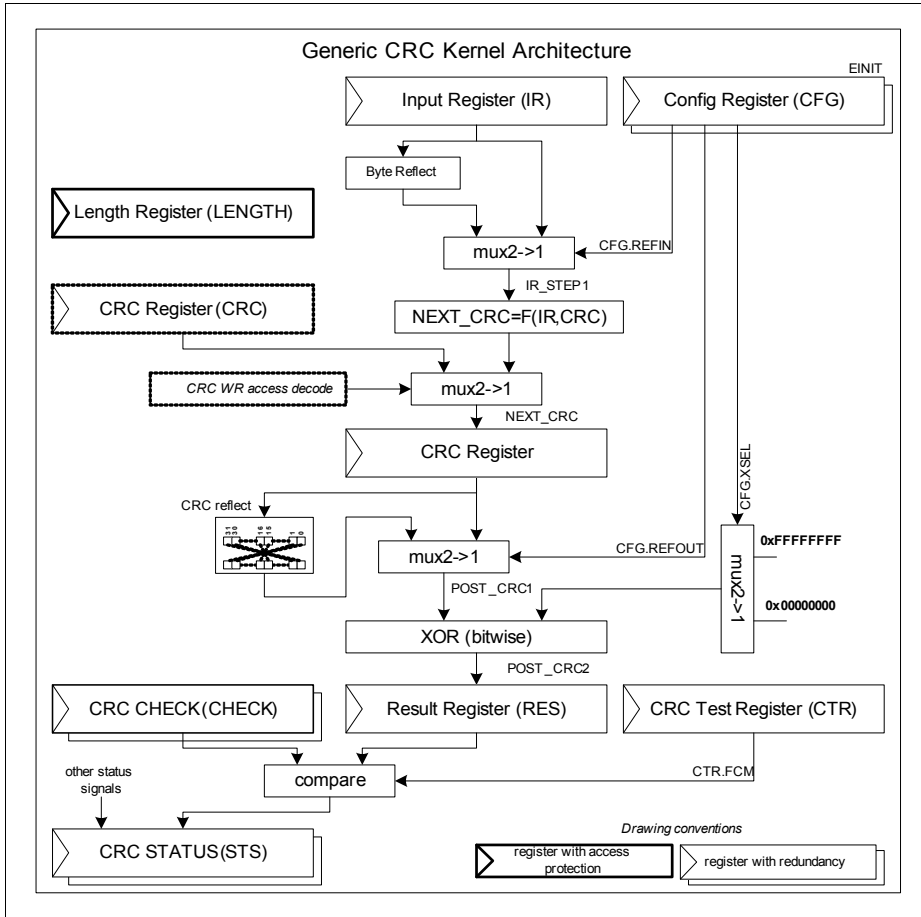 Generic CRC Kernel Architecture
EINIT
Input Register (IR)
Config Register (CFG)
Byte Reflect
Length Register (LENGTH)
mux2->1
CFG.REFIN
IR_STEP1
CRC Register (CRC)
NEXT_CRC=F(IR,CRC)
CRC WR access decode
mux2->1
NEXT_CRC
CRC Register
CFG.XSEL
CRC reflect
31
30
16
15
1
0
mux2->1
CFG.REFOUT
0xFFFFFFFF
mux2->1
0x00000000
POST_CRC1
XOR (bitwise)
POST_CRC2
CRC CHECK(CHECK)
Result Register (RES)
CRC Test Register (CTR)
other status
signals
compare
CTR.FCM
Drawing conventions
CRC STATUS(STS)
register with access
protection
register with redundancy